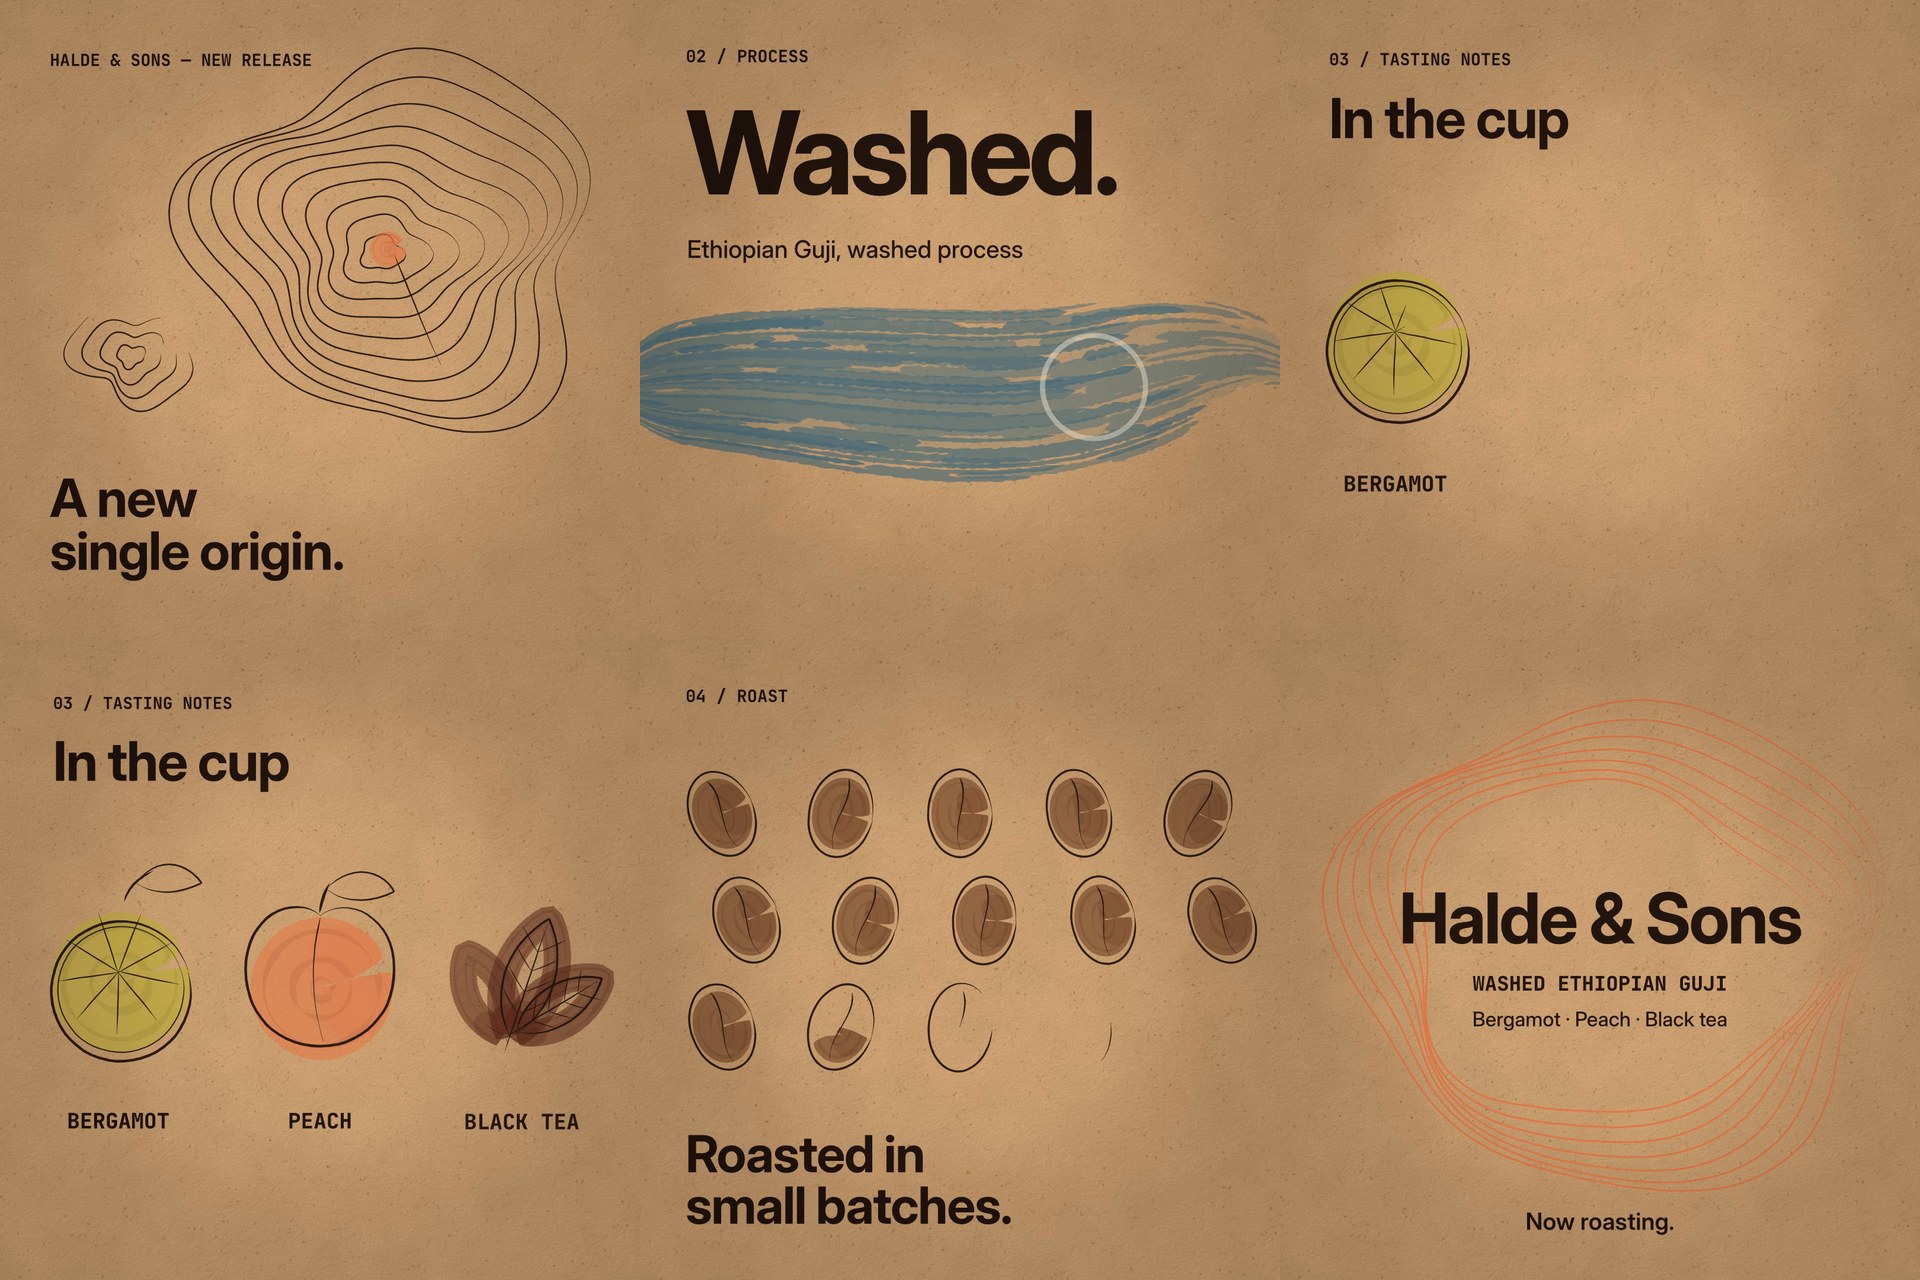 HALDE & SONS — NEW RELEASE
A new
single origin.
02 / PROCESS
Washed.
Ethiopian Guji, washed process
03 / TASTING NOTES
In the cup
BERGAMOT
03 / TASTING NOTES
In the cup
BERGAMOT
PEACH
BLACK TEA
04 / ROAST
Roasted in
small batches.
Halde & Sons
WASHED ETHIOPIAN GUJI
Bergamot · Peach · Black tea
Now roasting.